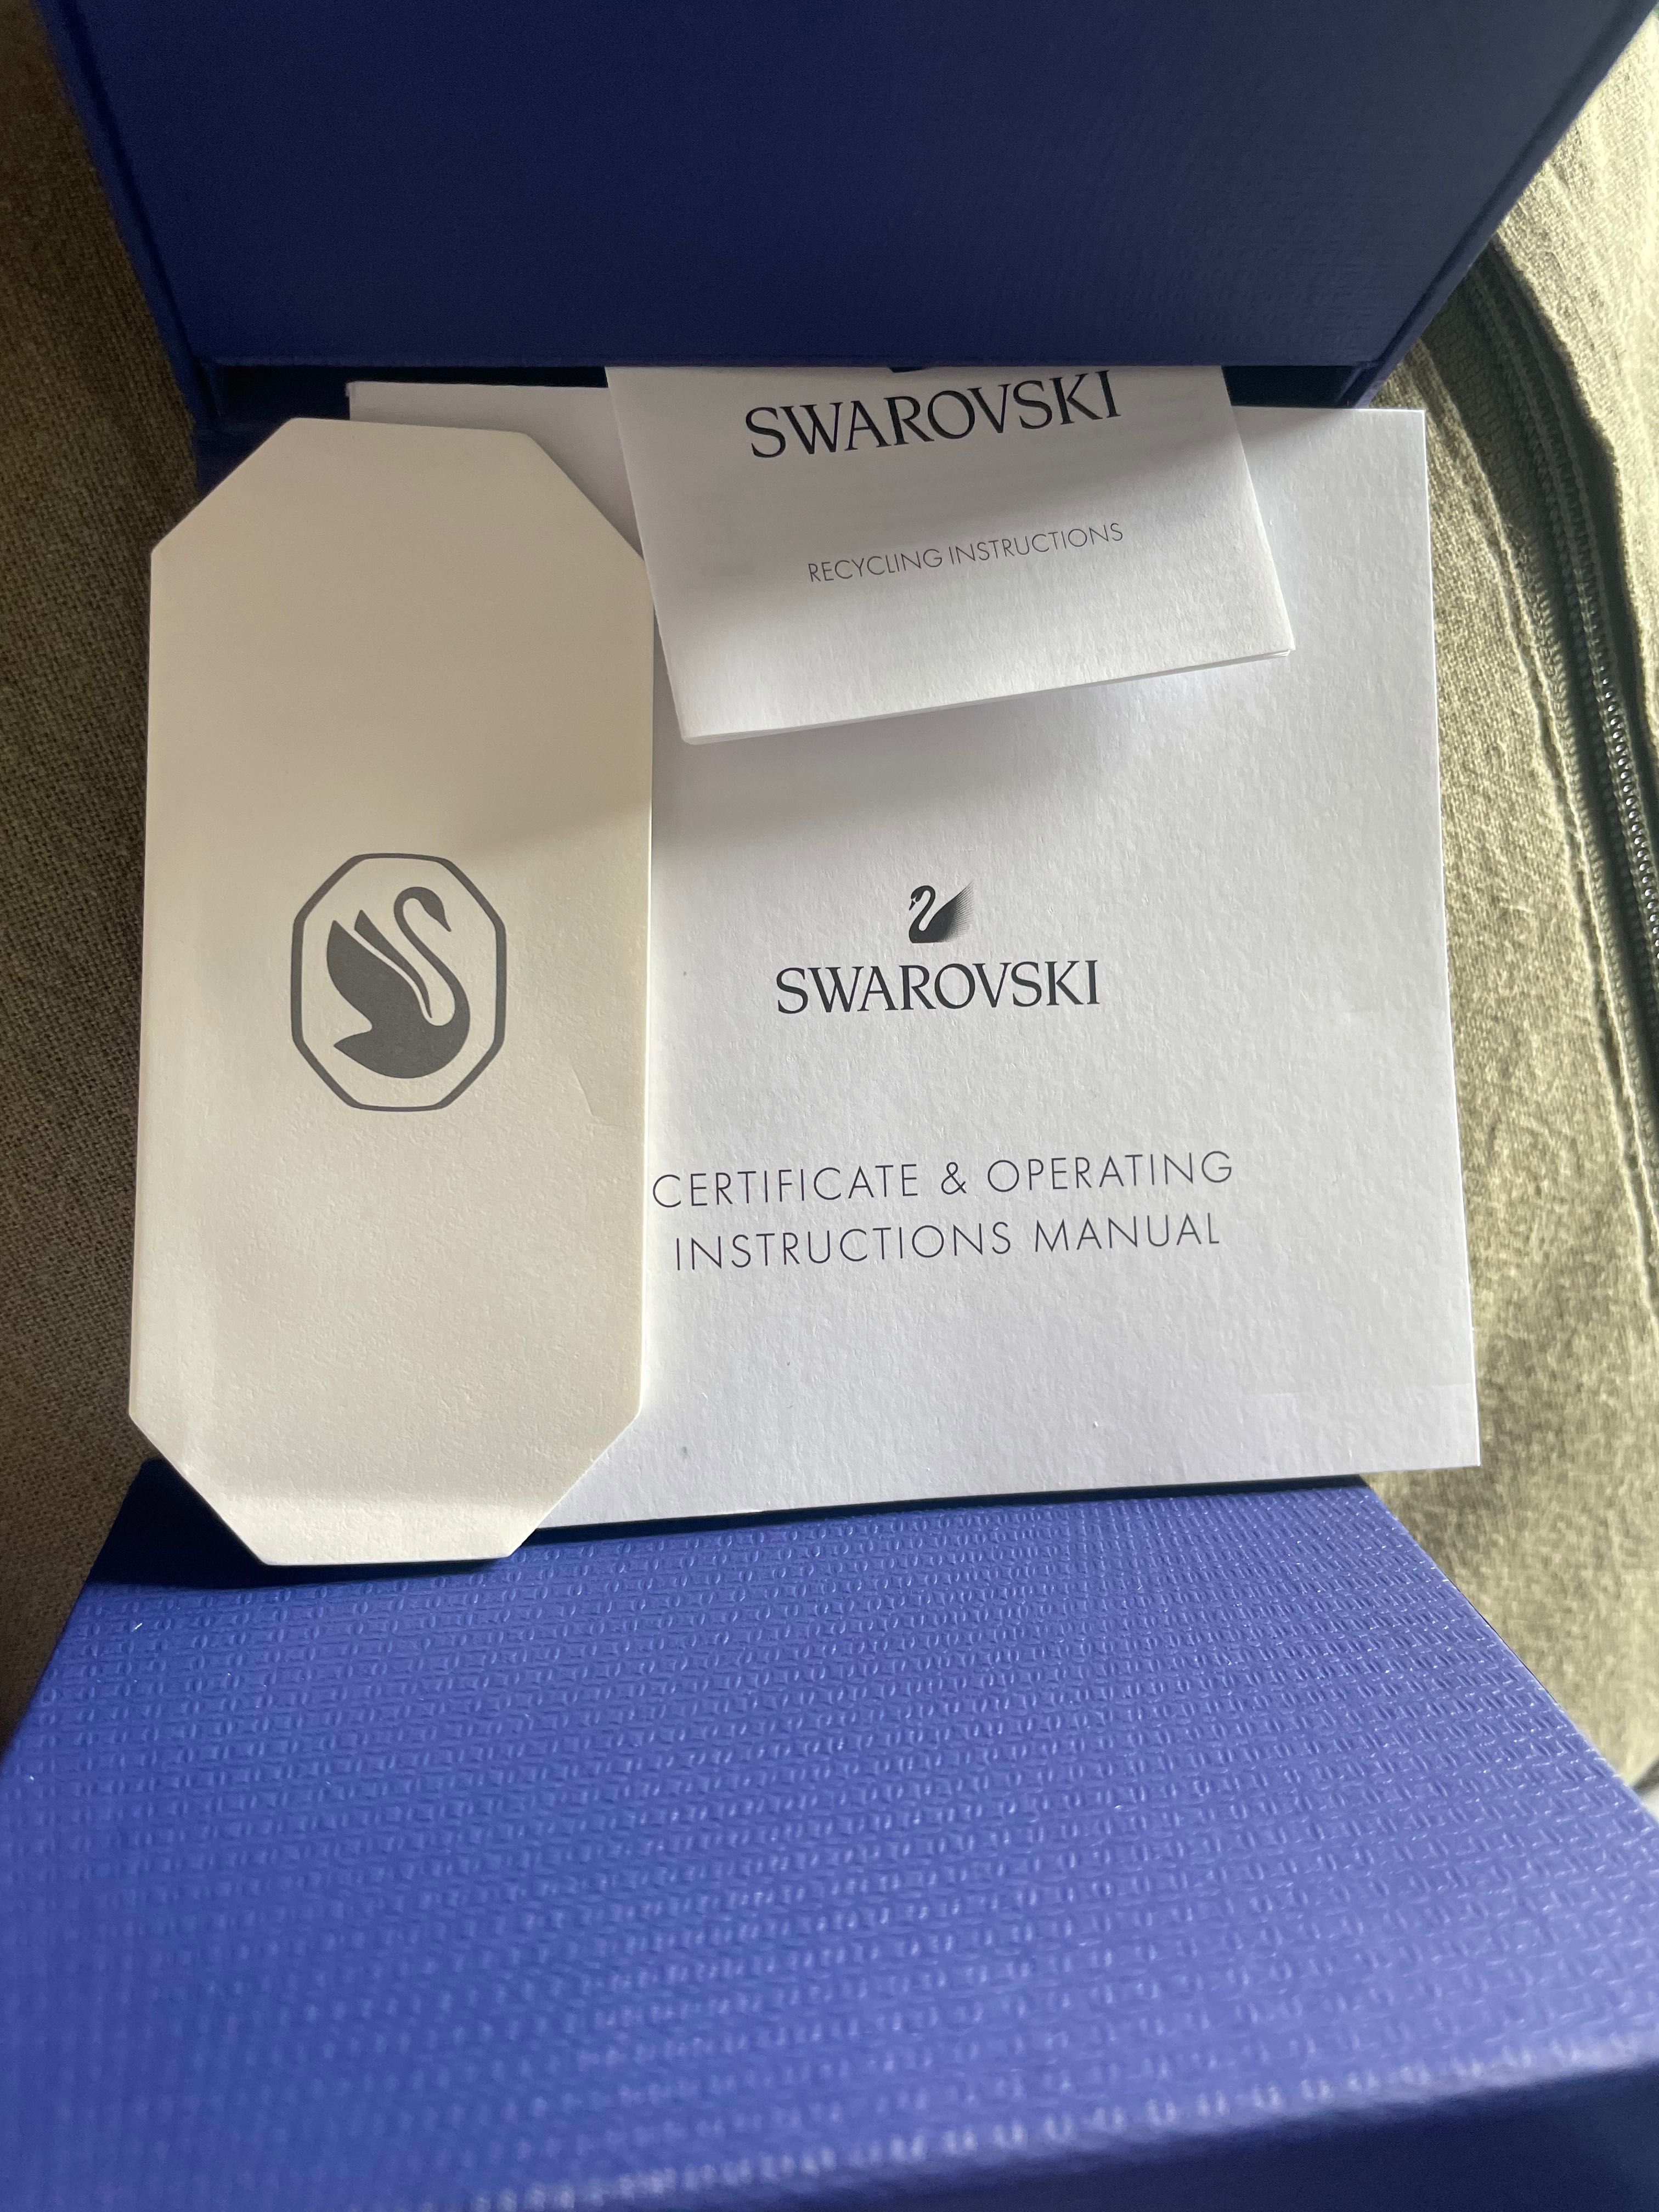 SWAROVSKI
RECYCLING INSTRUCTIONS
SWAROVSKI
CERTIFICATE & OPERATING
INSTRUCTIONS MANUAL